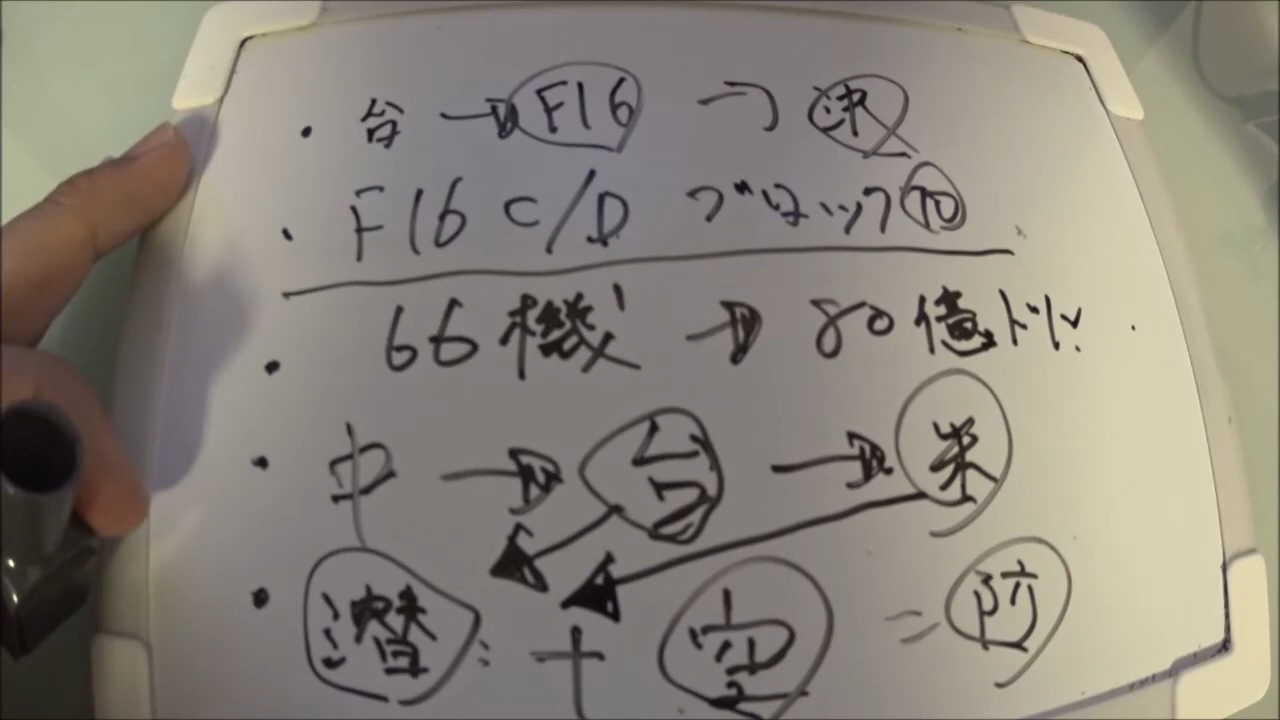 ・ 台 → F16 ⇒ 決
・ F16 C/D ブロック70
・ 66機 → 80億ドル.
・ 中 → 台 → 米
・ 潜 : + 空 = 防